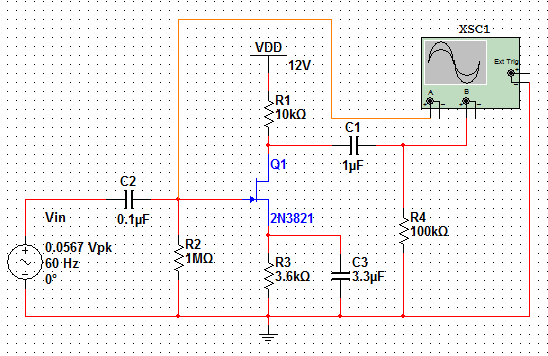 XSC1
Ext Trig
A
B
VDD
12V
R1
10kΩ
C1
1µF
Q1
2N3821
C2
0.1µF
Vin
0.0567 Vpk
60 Hz
0°
R2
1MΩ
R3
3.6kΩ
C3
3.3µF
R4
100kΩ